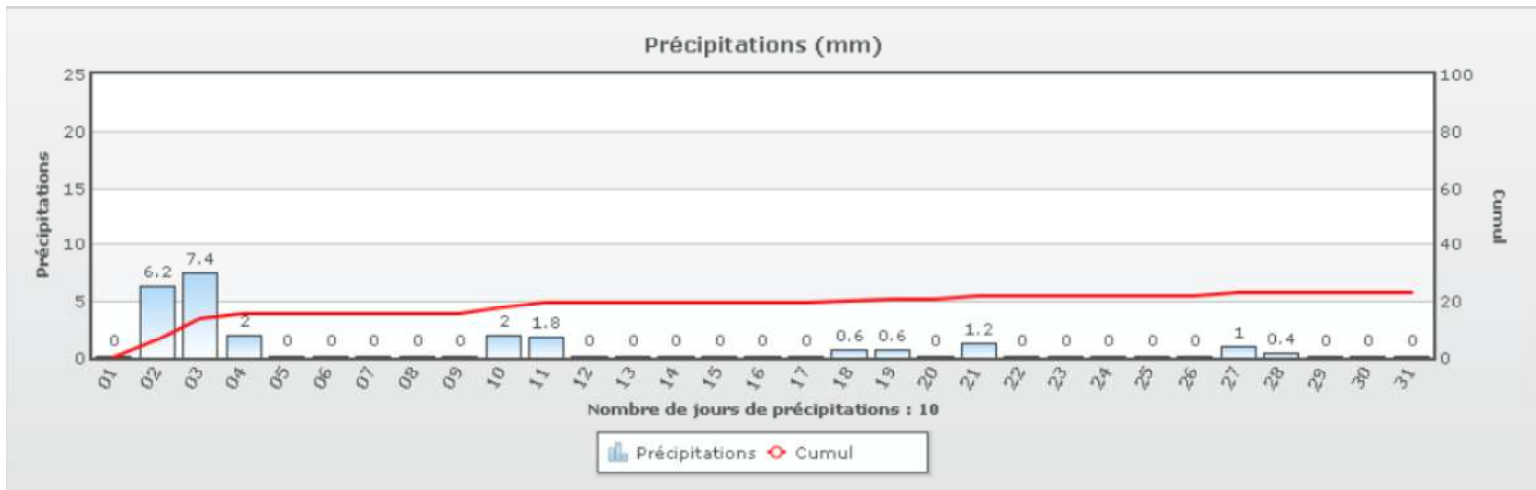 Précipitations (mm)
25
20
15
10
5
0
Précipitations
100
80
60
40
20
0
Cumul
0 6.2 7.4 2 0 0 0 0 0 2 1.8 0 0 0 0 0 0 0.6 0.6 0 1.2 0 0 0 0 0 1 0.4 0 0 0
01 02 03 04 05 06 07 08 09 10 11 12 13 14 15 16 17 18 19 20 21 22 23 24 25 26 27 28 29 30 31
Nombre de jours de précipitations : 10
Précipitations Cumul